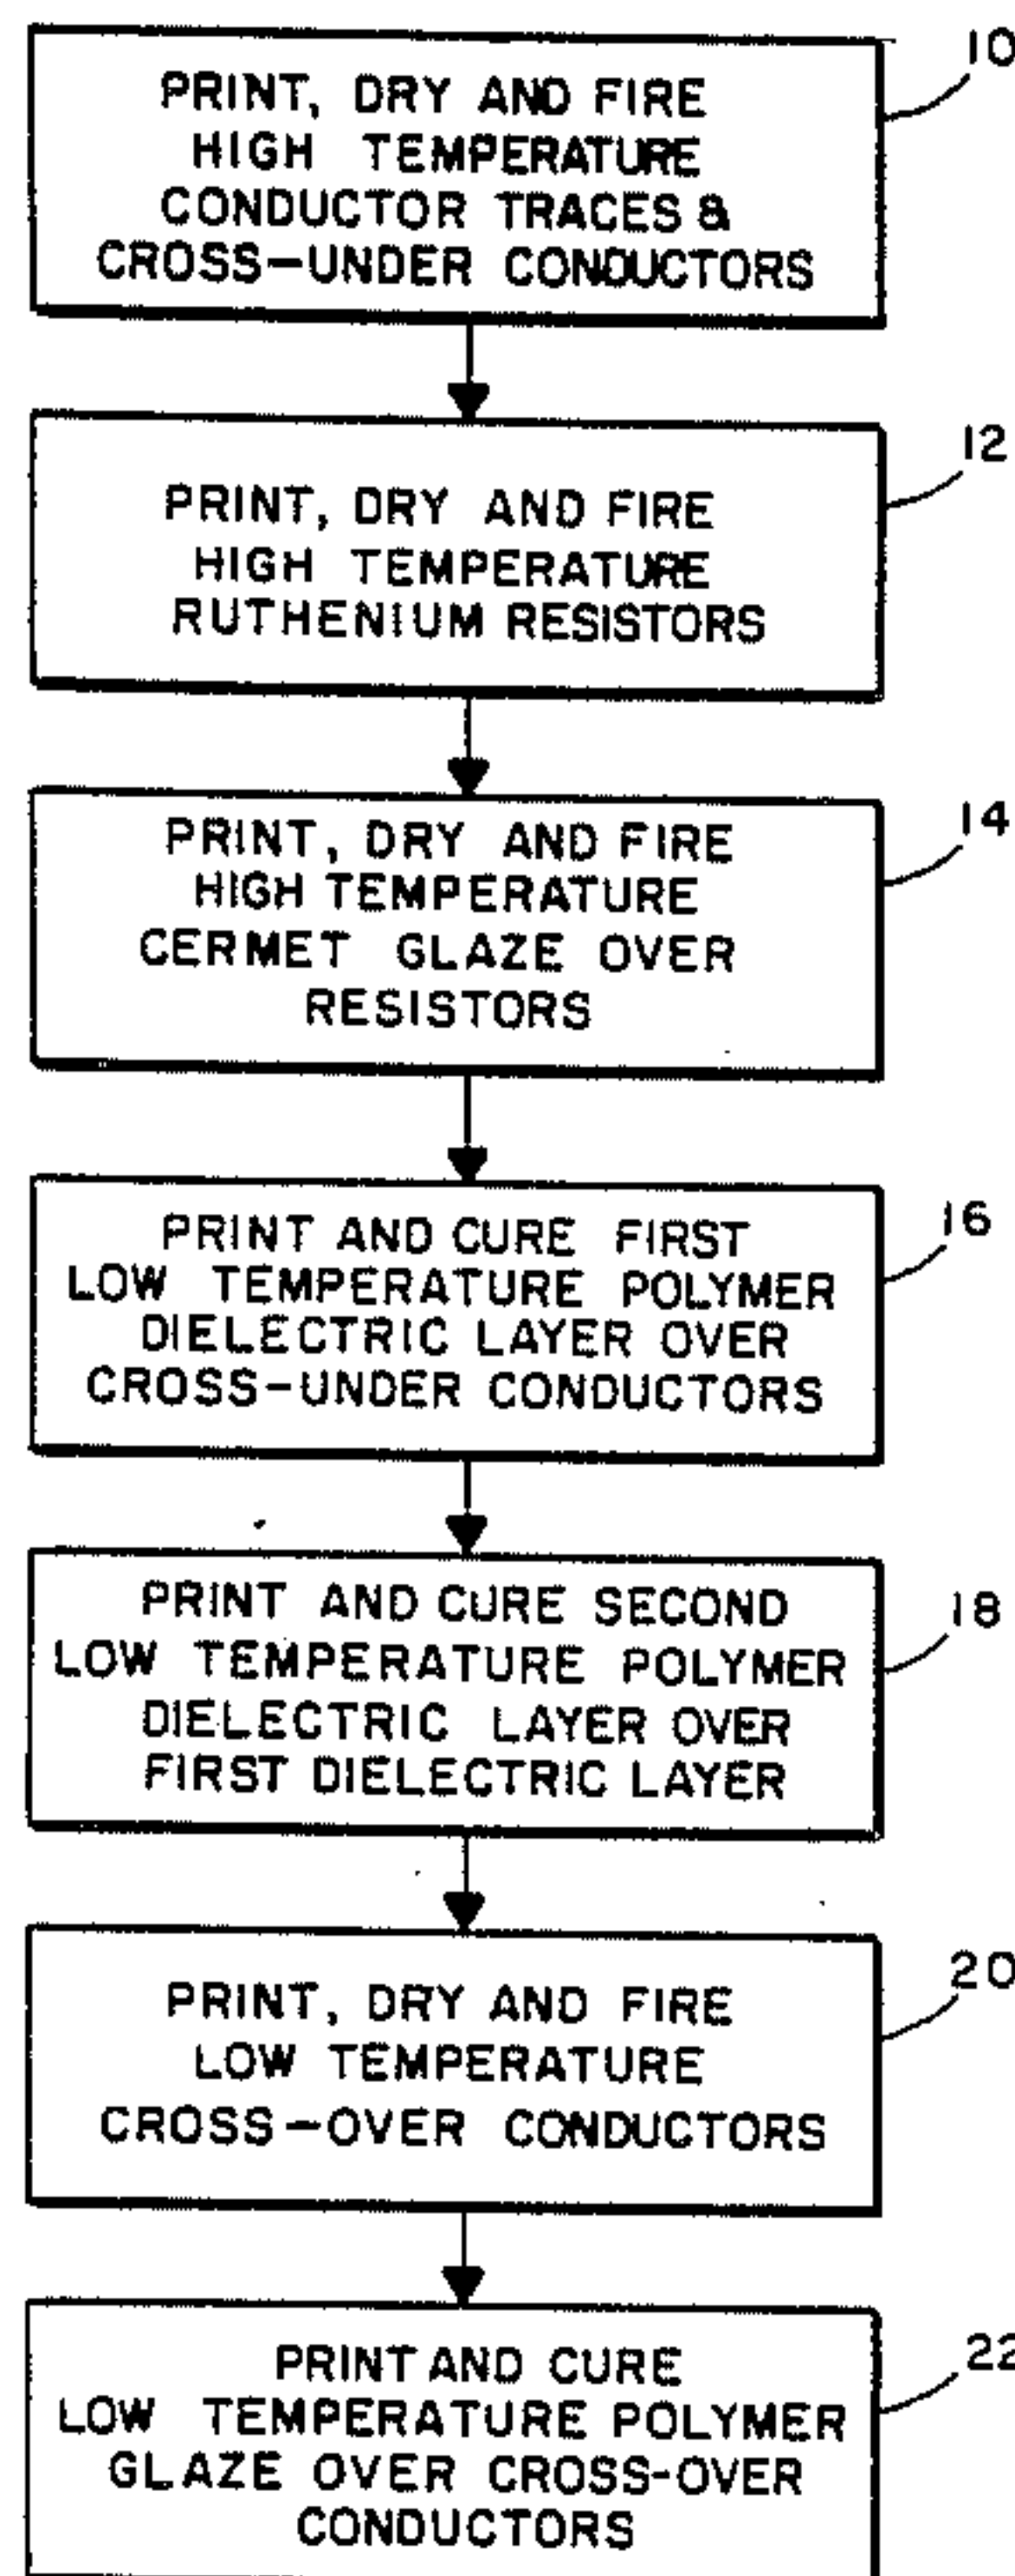 10
PRINT, DRY AND FIRE
HIGH TEMPERATURE
CONDUCTOR TRACES &
CROSS-UNDER CONDUCTORS
12
PRINT, DRY AND FIRE
HIGH TEMPERATURE
RUTHENIUM RESISTORS
14
PRINT, DRY AND FIRE
HIGH TEMPERATURE
CERMET GLAZE OVER
RESISTORS
16
PRINT AND CURE FIRST
LOW TEMPERATURE POLYMER
DIELECTRIC LAYER OVER
CROSS-UNDER CONDUCTORS
18
PRINT AND CURE SECOND
LOW TEMPERATURE POLYMER
DIELECTRIC LAYER OVER
FIRST DIELECTRIC LAYER
20
PRINT, DRY AND FIRE
LOW TEMPERATURE
CROSS-OVER CONDUCTORS
22
PRINT AND CURE
LOW TEMPERATURE POLYMER
GLAZE OVER CROSS-OVER
CONDUCTORS